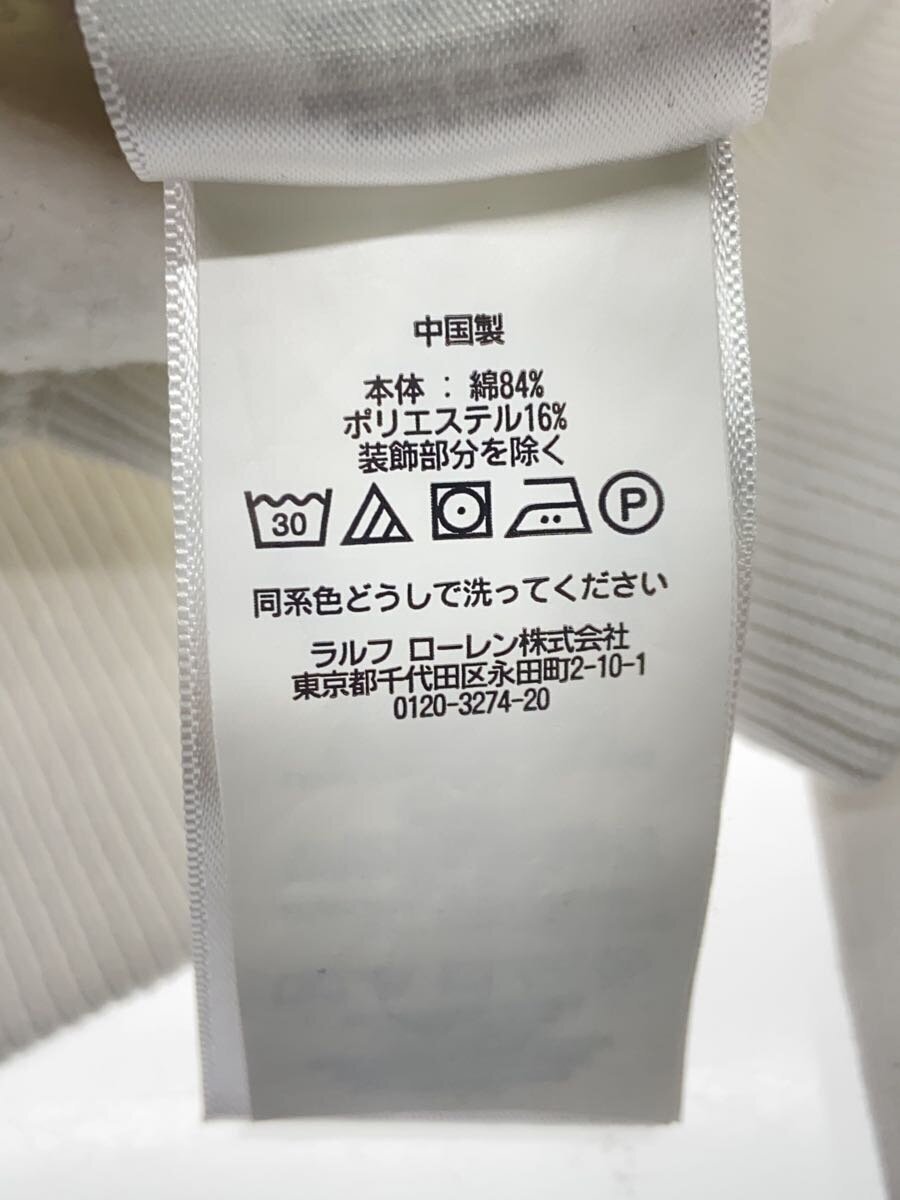 中国製
本体 : 綿84%
ポリエステル16%
装飾部分を除く
30 P
同系色どうしで洗ってください
ラルフ ローレン株式会社
東京都千代田区永田町2-10-1
0120-3274-20